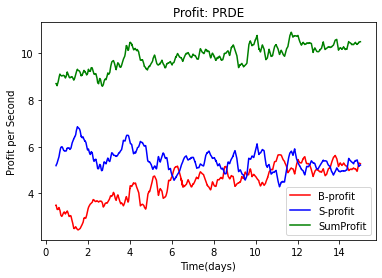 Profit: PRDE
Profit per Second
10
8
6
4
B-profit
S-profit
SumProfit
0
2
4
6
8
10
12
14
Time(days)